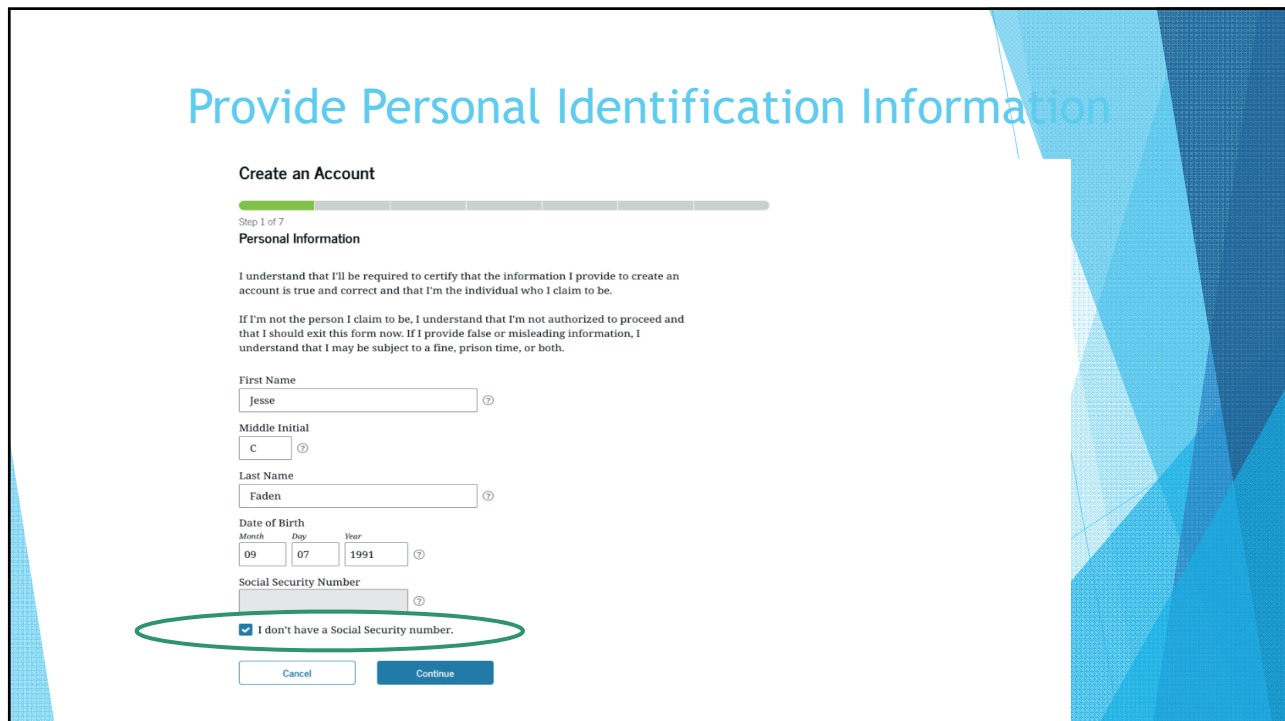 Provide Personal Identification Information
Create an Account
Step 1 of 7
Personal Information
I understand that I'll be required to certify that the information I provide to create an
account is true and correct and that I'm the individual who I claim to be.
If I'm not the person I claim to be, I understand that I'm not authorized to proceed and
that I should exit this form now. If I provide false or misleading information, I
understand that I may be subject to a fine, prison time, or both.
First Name
Jesse ?
Middle Initial
C ?
Last Name
Faden ?
Date of Birth
Month Day Year
09 07 1991 ?
Social Security Number
?
I don't have a Social Security number.
Cancel Continue